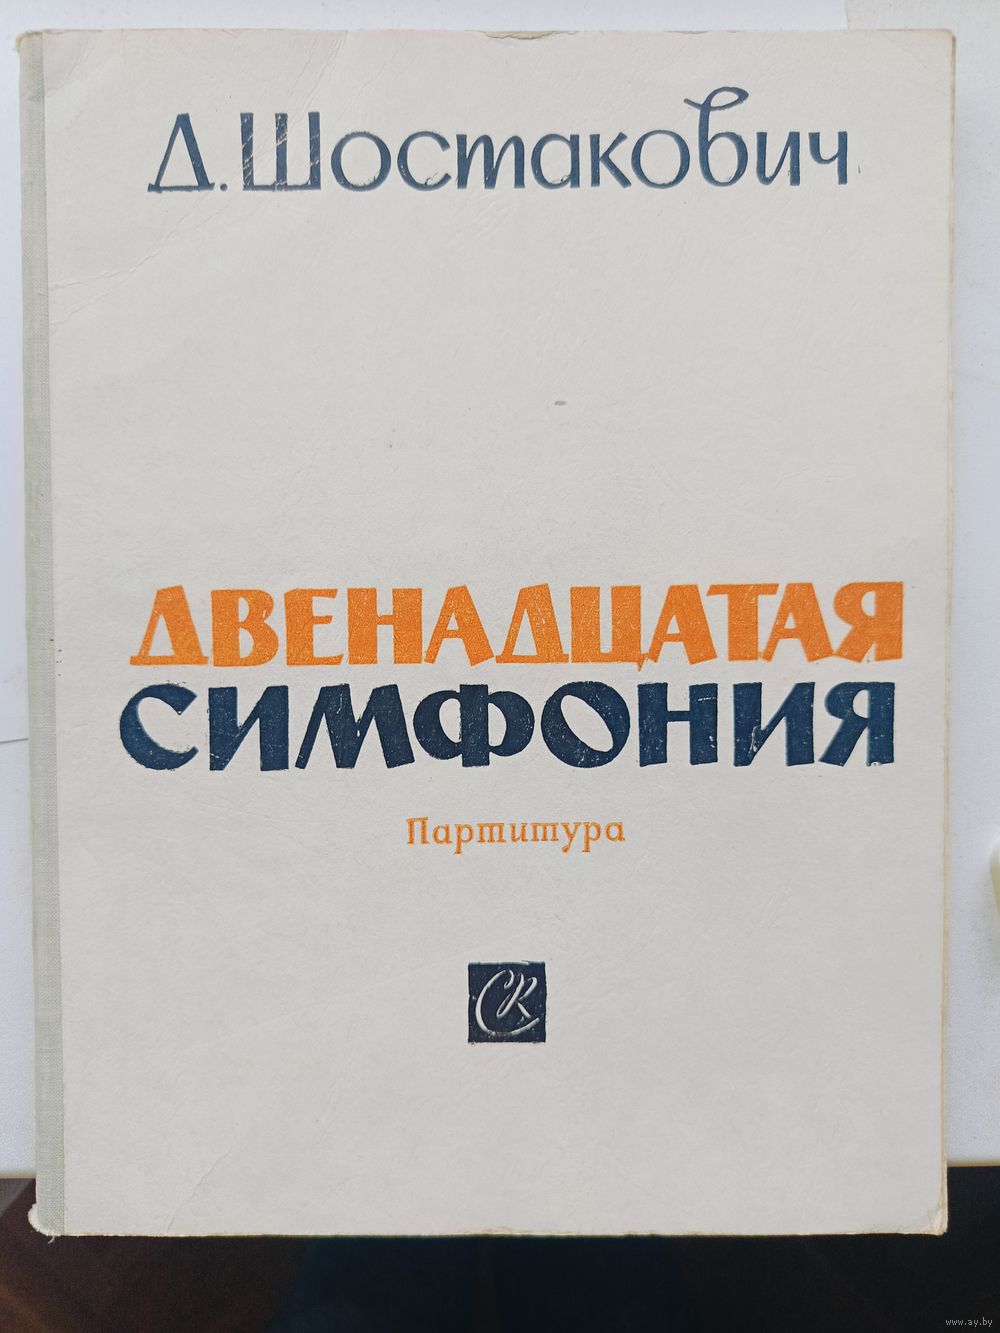 Д. Шостакович
ДВЕНАДЦАТАЯ
СИМФОНИЯ
Партитура
СК
www.ay.by